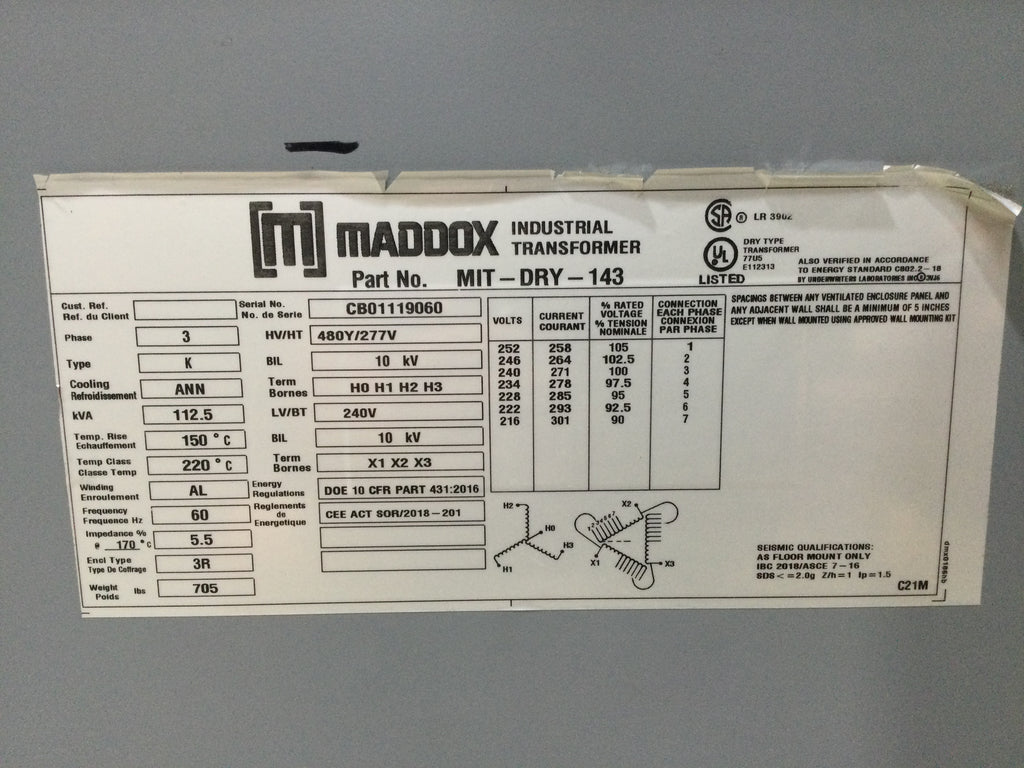 [M] MADDOX INDUSTRIAL TRANSFORMER
Part No. MIT-DRY-143
SA ® LR 3902
UL LISTED
DRY TYPE
TRANSFORMER
77U5
E112313
ALSO VERIFIED IN ACCORDANCE
TO ENERGY STANDARD C802.2-18
BY UNDERWRITERS LABORATORIES INC
Cust. Ref.
Ref. du Client
Serial No.
No. de Serie
CB01119060
Phase 3
HV/HT 480Y/277V
Type K
BIL 10 kV
Cooling
Refroidissement
ANN
Term
Bornes
H0 H1 H2 H3
kVA 112.5
LV/BT 240V
Temp. Rise
Echauffement
150 °C
BIL 10 kV
Temp Class
Classe Temp
220 °C
Term
Bornes
X1 X2 X3
Winding
Enroulement
AL
Energy
Regulations
DOE 10 CFR PART 431:2016
Frequency
Frequence Hz
60
Reglements
de
Energetique
CEE ACT SOR/2018-201
Impedance %
@ 170 °C
5.5
Encl Type
Type De Coffrage
3R
Weight
Poids
lbs
705
VOLTS
CURRENT
COURANT
% RATED
VOLTAGE
% TENSION
NOMINALE
CONNECTION
EACH PHASE
CONNEXION
PAR PHASE
252 258 105 1
246 264 102.5 2
240 271 100 3
234 278 97.5 4
228 285 95 5
222 293 92.5 6
216 301 90 7
SPACINGS BETWEEN ANY VENTILATED ENCLOSURE PANEL AND
ANY ADJACENT WALL SHALL BE A MINIMUM OF 5 INCHES
EXCEPT WHEN WALL MOUNTED USING APPROVED WALL MOUNTING KIT
H2
H0
H3
H1
X2
1234567
X1
X3
SEISMIC QUALIFICATIONS:
AS FLOOR MOUNT ONLY
IBC 2018/ASCE 7-16
SDS <=2.0g Z/h=1 Ip=1.5
C21M